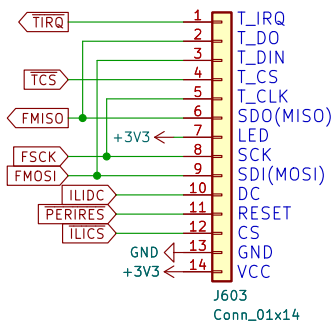 TIRQ 1 T_IRQ
2 T_DO
3 T_DIN
TCS 4 T_CS
5 T_CLK
FMISO 6 SDO(MISO)
+3V3 7 LED
FSCK 8 SCK
FMOSI 9 SDI(MOSI)
ILIDC 10 DC
PERIRES 11 RESET
ILICS 12 CS
GND 13 GND
+3V3 14 VCC
J603
Conn_01x14